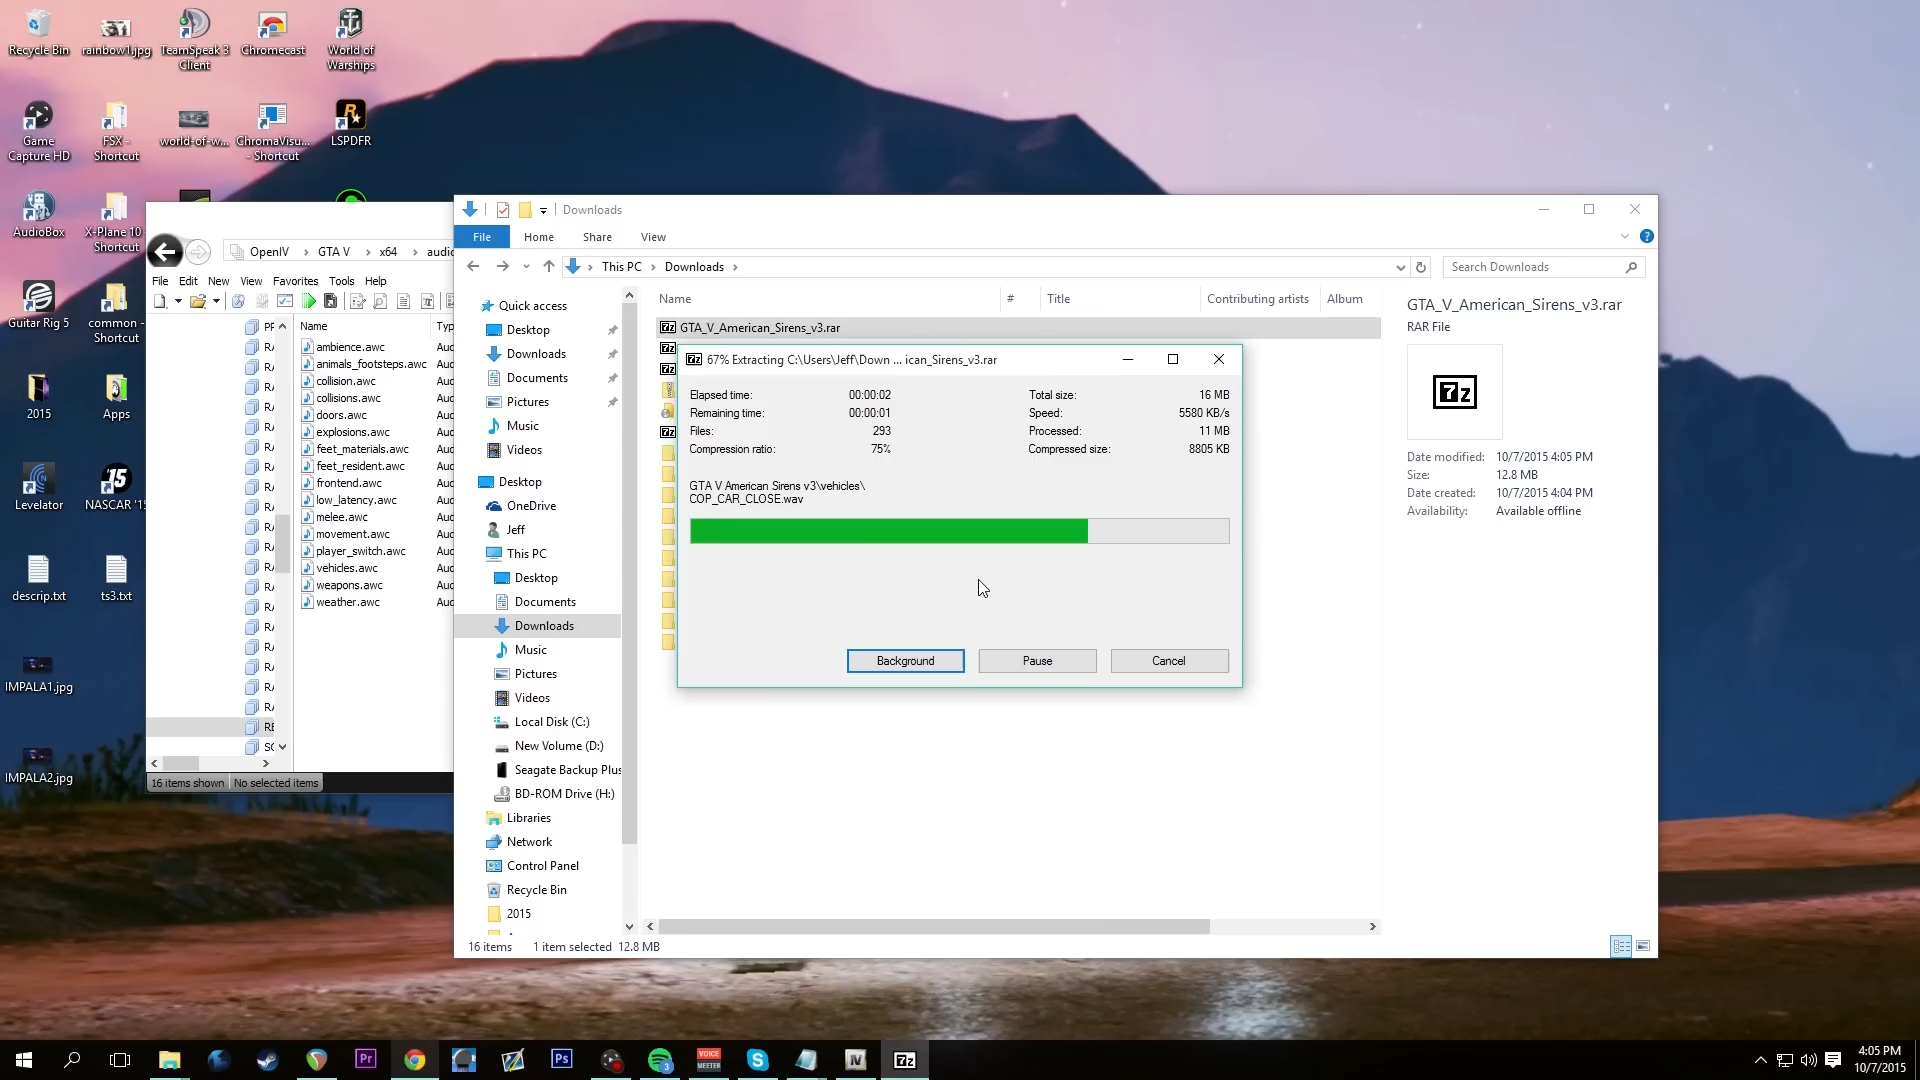 Recycle Bin
rainbow1.jpg
TeamSpeak 3
Client
Chromecast
World of
Warships
Game
Capture HD
FSX -
Shortcut
world-of-w...
ChromaVisu...
- Shortcut
LSPDFR
AudioBox
X-Plane 10
Shortcut
Guitar Rig 5
common -
Shortcut
2015
Apps
Levelator
NASCAR '15
descrip.txt
ts3.txt
IMPALA1.jpg
IMPALA2.jpg
OpenIV
GTA V
x64
audio
File Edit View Favorites Tools Help
Name
ambience.awc
animals_footsteps.awc
collision.awc
collisions.awc
doors.awc
explosions.awc
feet_materials.awc
feet_resident.awc
frontend.awc
low_latency.awc
melee.awc
movement.awc
player_switch.awc
vehicles.awc
weapons.awc
weather.awc
16 items shown
No selected items
Downloads
File Home Share View
This PC > Downloads >
Search Downloads
Quick access
Desktop
Downloads
Documents
Pictures
Music
Videos
Desktop
OneDrive
Jeff
This PC
Desktop
Documents
Downloads
Music
Pictures
Videos
Local Disk (C:)
New Volume (D:)
Seagate Backup Plus
BD-ROM Drive (H:)
Libraries
Network
Control Panel
Recycle Bin
2015
Name # Title Contributing artists Album
GTA_V_American_Sirens_v3.rar
67% Extracting C:\Users\Jeff\Down ... ican_Sirens_v3.rar
Elapsed time: 00:00:02 Total size: 16 MB
Remaining time: 00:00:01 Speed: 5580 KB/s
Files: 293 Processed: 11 MB
Compression ratio: 75% Compressed size: 8805 KB
GTA V American Sirens v3\vehicles\
COP_CAR_CLOSE.wav
Background
Pause
Cancel
GTA_V_American_Sirens_v3.rar
RAR File
7z
Date modified: 10/7/2015 4:05 PM
Size: 12.8 MB
Date created: 10/7/2015 4:04 PM
Availability: Available offline
16 items 1 item selected 12.8 MB
Pr
Ps
VOICE
MEETER
7z
4:05 PM
10/7/2015